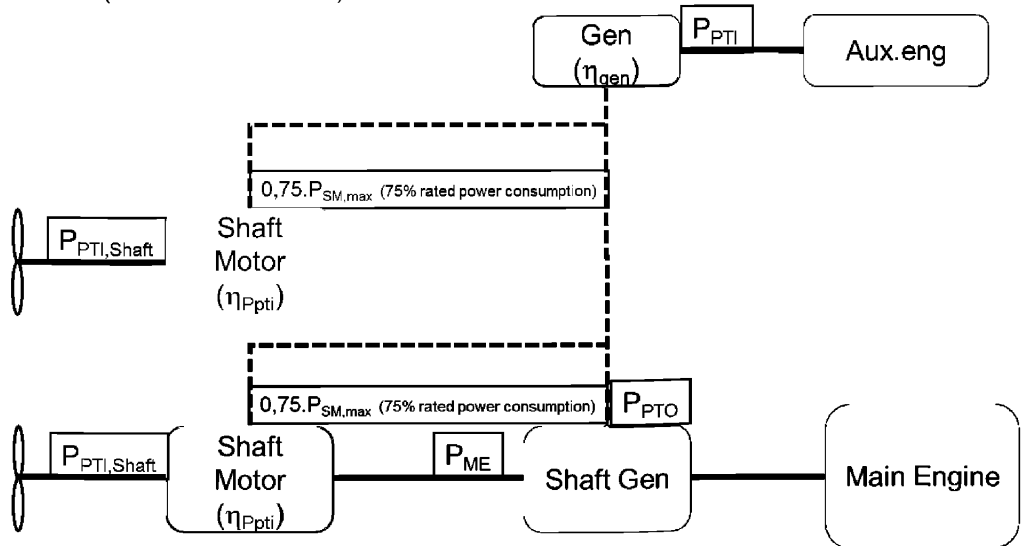 Gen
(ηgen)
PPTI
Aux.eng
0,75.PSM,max (75% rated power consumption)
PPTI,Shaft
Shaft
Motor
(ηPpti)
0,75.PSM,max (75% rated power consumption)
PPTO
PPTI,Shaft
Shaft
Motor
(ηPpti)
PME
Shaft Gen
Main Engine